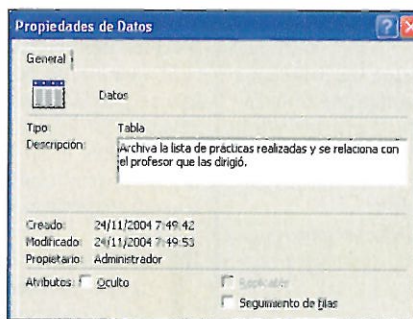 Propiedades de Datos
General
Datos
Tipo: Tabla
Descripción: Archiva la lista de prácticas realizadas y se relaciona con
el profesor que las dirigió.
Creado: 24/11/2004 7:49:42
Modificado: 24/11/2004 7:49:53
Propietario: Administrador
Atributos: Oculto
Replicable
Seguimiento de filas